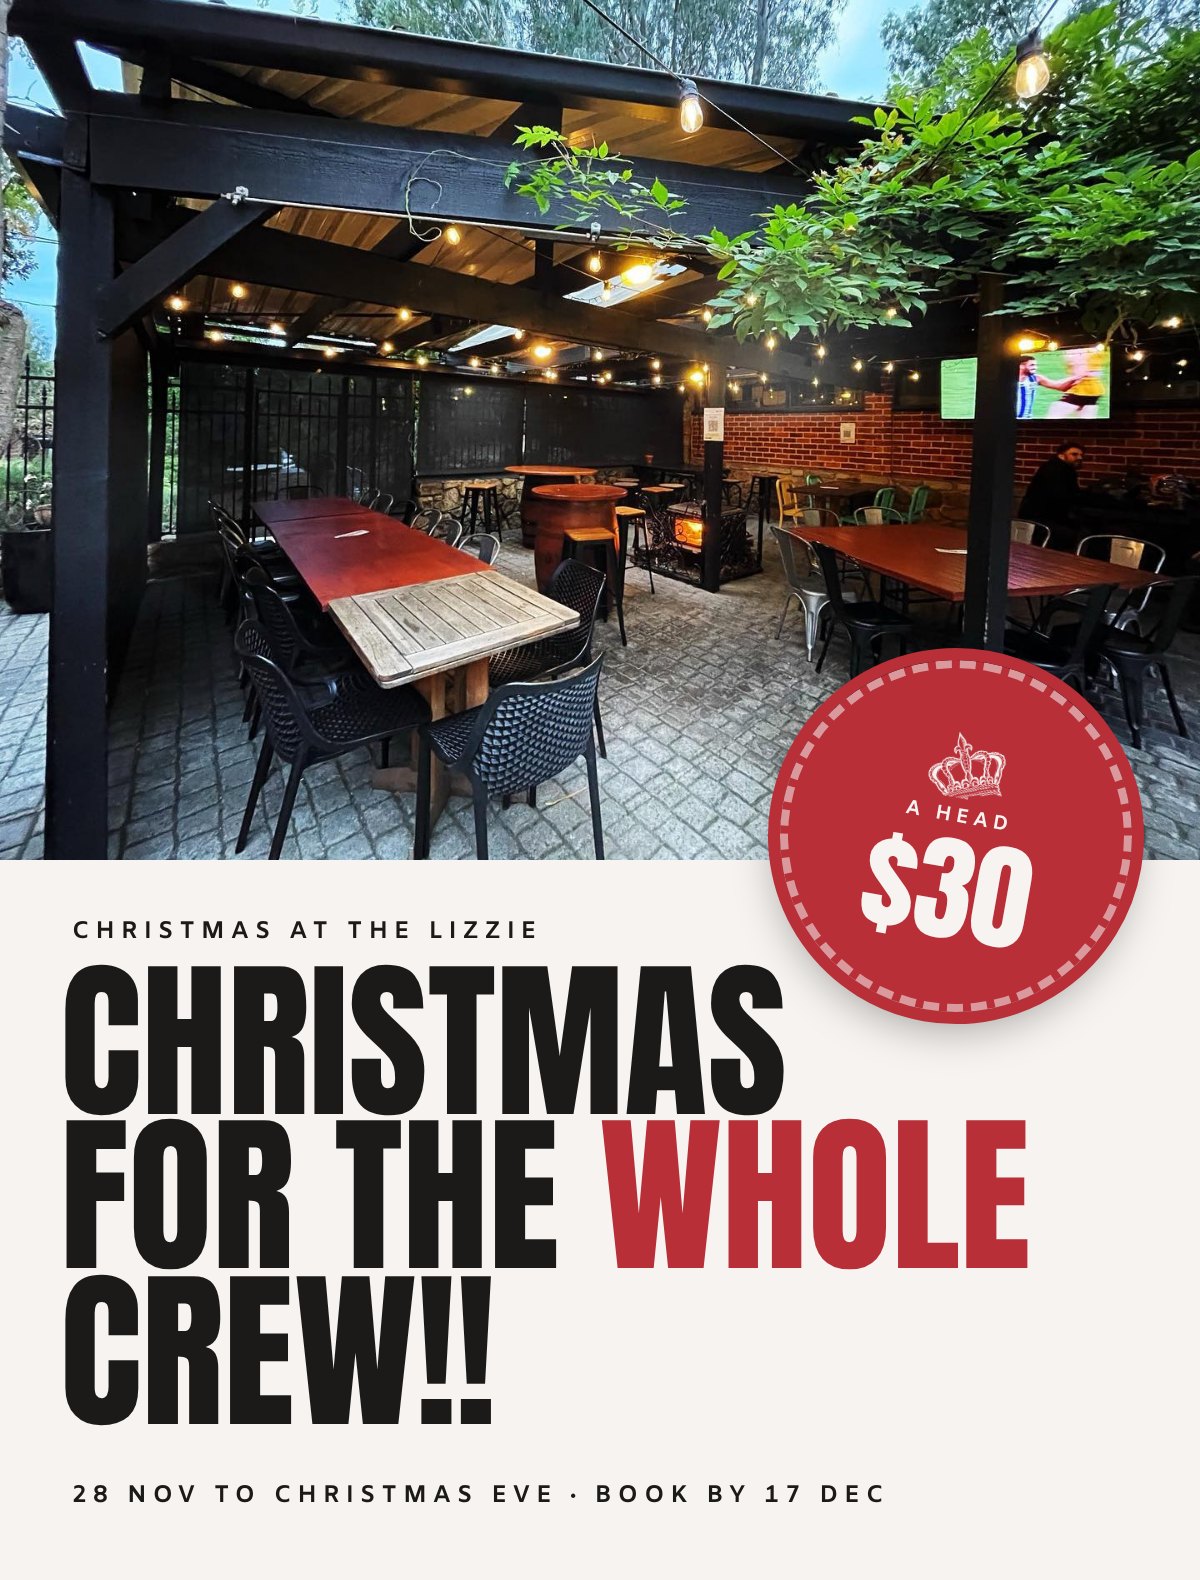 A HEAD
$30
CHRISTMAS AT THE LIZZIE
CHRISTMAS
FOR THE WHOLE
CREW!!
28 NOV TO CHRISTMAS EVE · BOOK BY 17 DEC